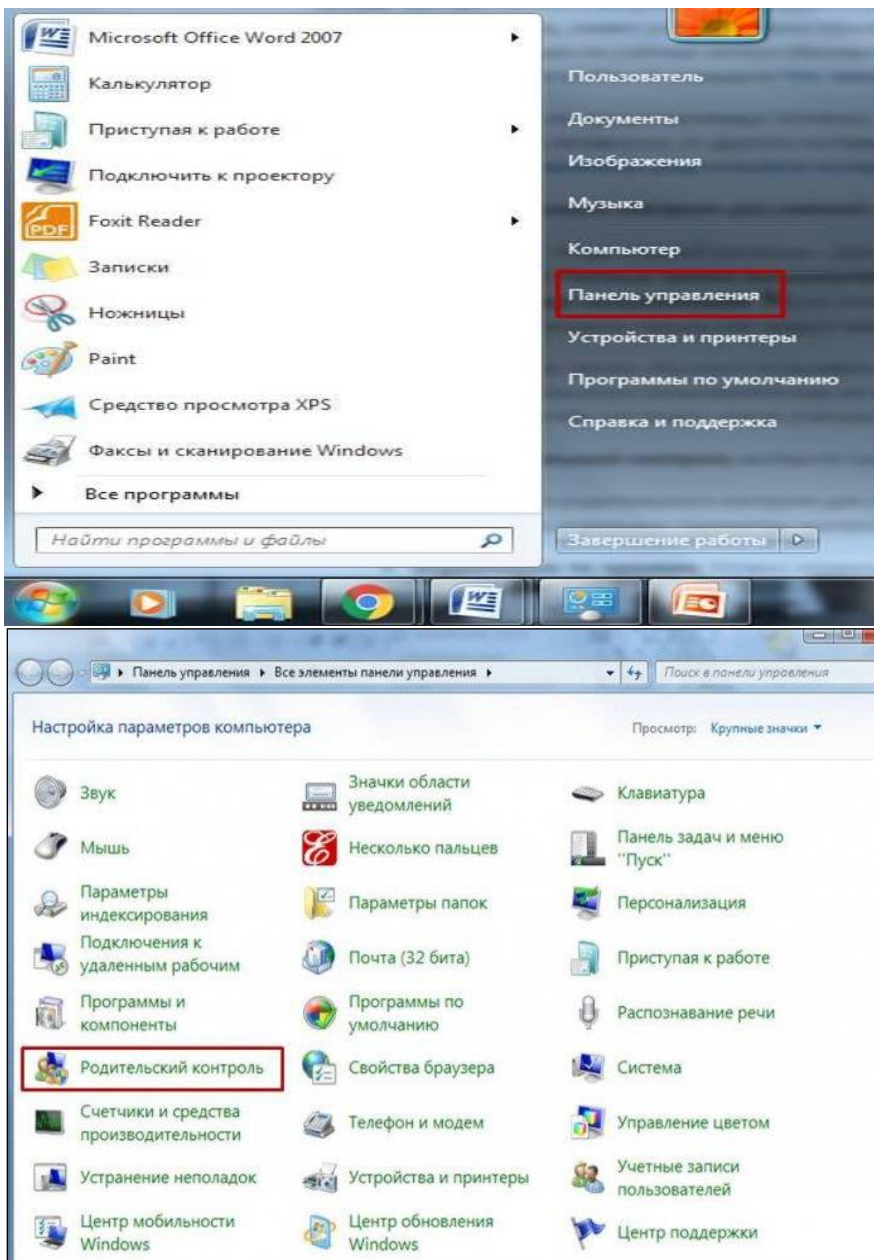 Microsoft Office Word 2007
Калькулятор
Приступая к работе
Подключить к проектору
PDF
Foxit Reader
Записки
Ножницы
Paint
Средство просмотра XPS
Факсы и сканирование Windows
Все программы
Найти программы и файлы
Пользователь
Документы
Изображения
Музыка
Компьютер
Панель управления
Устройства и принтеры
Программы по умолчанию
Справка и поддержка
Завершение работы
Панель управления Все элементы панели управления
Поиск в панели управления
Настройка параметров компьютера
Просмотр: Крупные значки
Звук
Значки области
уведомлений
Клавиатура
Мышь
Несколько пальцев
Панель задач и меню
"Пуск"
Параметры
индексирования
Параметры папок
Персонализация
Подключения к
удаленным рабочим
Почта (32 бита)
Приступая к работе
Программы и
компоненты
Программы по
умолчанию
Распознавание речи
Родительский контроль
Свойства браузера
Система
Счетчики и средства
производительности
Телефон и модем
Управление цветом
Устранение неполадок
Устройства и принтеры
Учетные записи
пользователей
Центр мобильности
Windows
Центр обновления
Windows
Центр поддержки